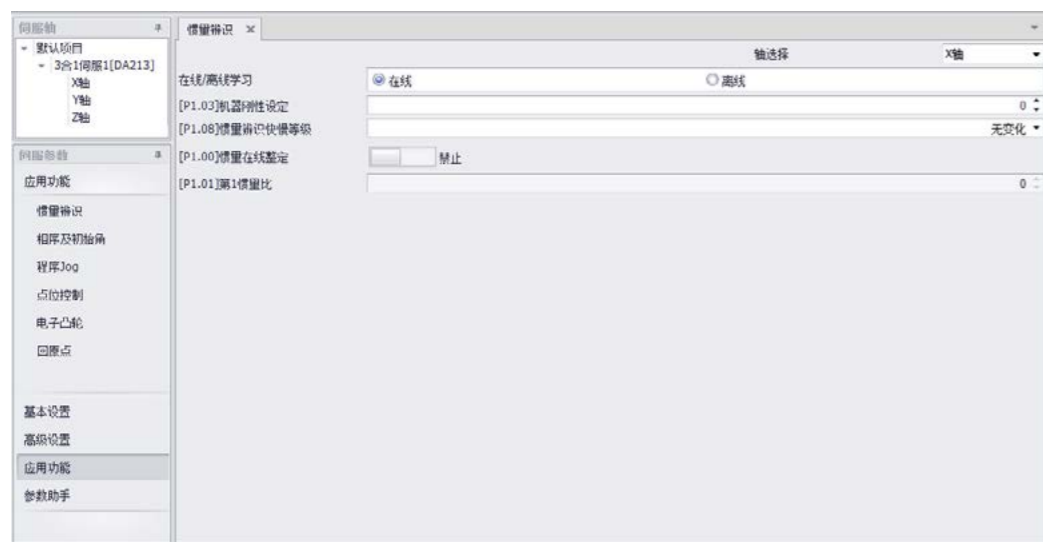 伺服轴
默认项目
3合1伺服1[DA213]
X轴
Y轴
Z轴
伺服参数
应用功能
惯量辨识
相序及初始角
程序Jog
点位控制
电子凸轮
回原点
基本设置
高级设置
应用功能
参数助手
惯量辨识
轴选择 X轴
在线/离线学习 在线 离线
[P1.03]机器刚性设定 0
[P1.08]惯量辨识快慢等级 无变化
[P1.00]惯量在线整定 禁止
[P1.01]第1惯量比 0